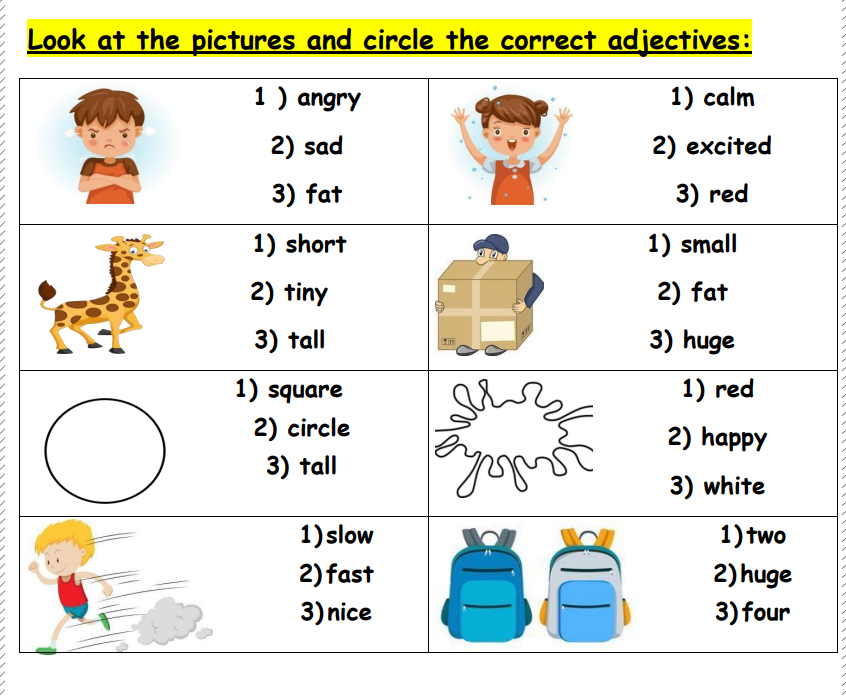 Look at the pictures and circle the correct adjectives:
1 ) angry
2) sad
3) fat
1) calm
2) excited
3) red
1) short
2) tiny
3) tall
1) small
2) fat
3) huge
1) square
2) circle
3) tall
1) red
2) happy
3) white
1)slow
2)fast
3)nice
1)two
2)huge
3)four